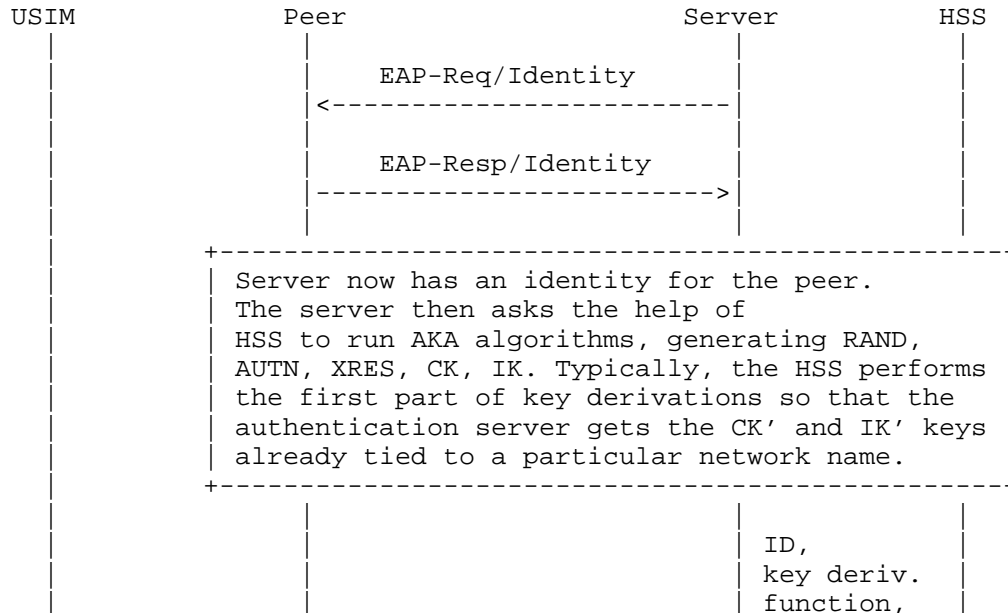 USIM Peer Server HSS
EAP-Req/Identity
EAP-Resp/Identity
Server now has an identity for the peer.
The server then asks the help of
HSS to run AKA algorithms, generating RAND,
AUTN, XRES, CK, IK. Typically, the HSS performs
the first part of key derivations so that the
authentication server gets the CK' and IK' keys
already tied to a particular network name.
ID,
key deriv.
function,